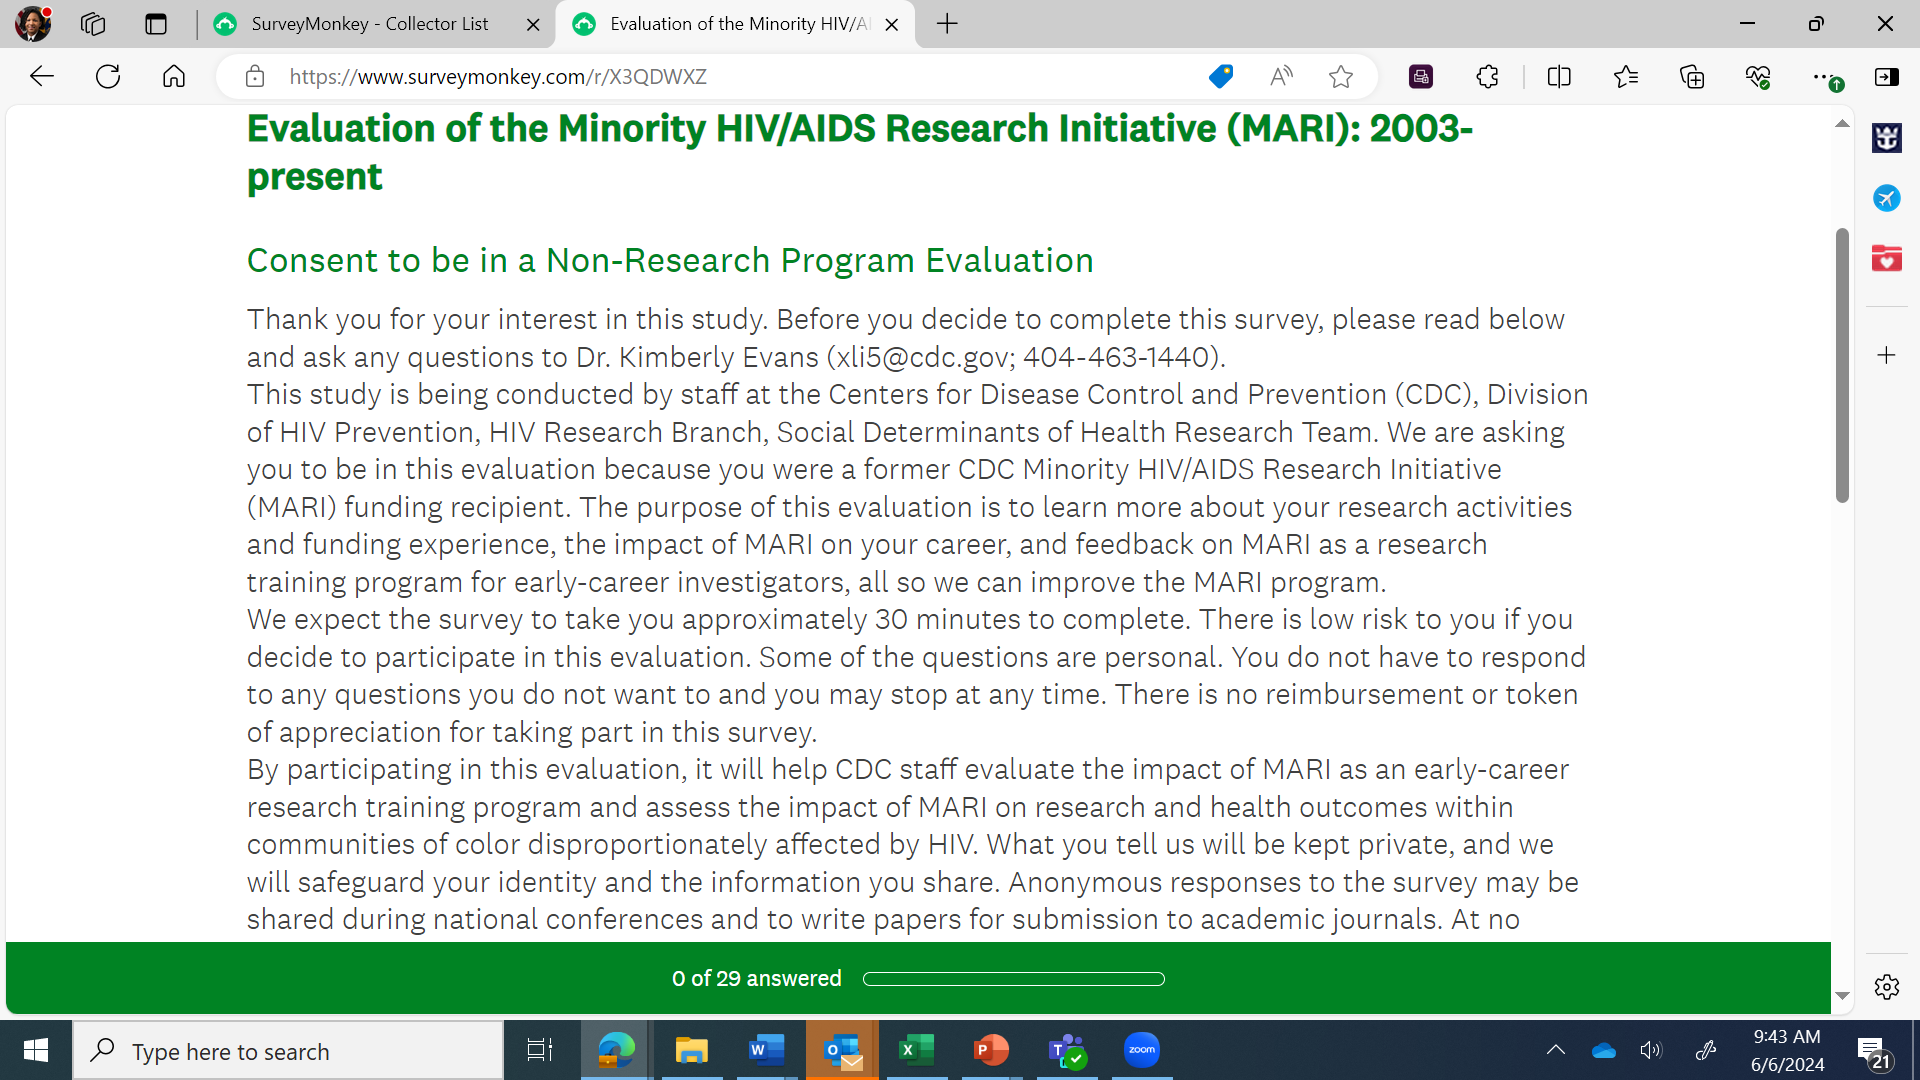 SurveyMonkey - Collector List
Evaluation of the Minority HIV/AI
https://www.surveymonkey.com/r/X3QDWXZ
Evaluation of the Minority HIV/AIDS Research Initiative (MARI): 2003-
present
Consent to be in a Non-Research Program Evaluation
Thank you for your interest in this study. Before you decide to complete this survey, please read below
and ask any questions to Dr. Kimberly Evans (xli5@cdc.gov; 404-463-1440).
This study is being conducted by staff at the Centers for Disease Control and Prevention (CDC), Division
of HIV Prevention, HIV Research Branch, Social Determinants of Health Research Team. We are asking
you to be in this evaluation because you were a former CDC Minority HIV/AIDS Research Initiative
(MARI) funding recipient. The purpose of this evaluation is to learn more about your research activities
and funding experience, the impact of MARI on your career, and feedback on MARI as a research
training program for early-career investigators, all so we can improve the MARI program.
We expect the survey to take you approximately 30 minutes to complete. There is low risk to you if you
decide to participate in this evaluation. Some of the questions are personal. You do not have to respond
to any questions you do not want to and you may stop at any time. There is no reimbursement or token
of appreciation for taking part in this survey.
By participating in this evaluation, it will help CDC staff evaluate the impact of MARI as an early-career
research training program and assess the impact of MARI on research and health outcomes within
communities of color disproportionately affected by HIV. What you tell us will be kept private, and we
will safeguard your identity and the information you share. Anonymous responses to the survey may be
shared during national conferences and to write papers for submission to academic journals. At no
0 of 29 answered
Type here to search
zoom
9:43 AM
6/6/2024
21